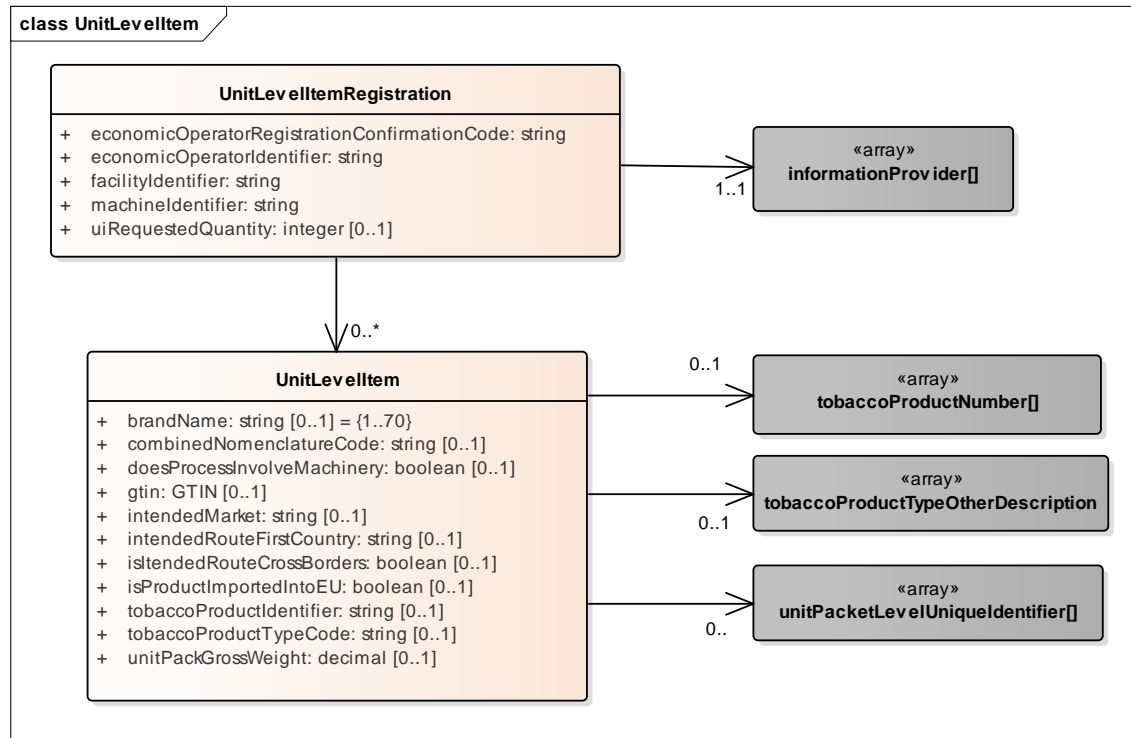 class UnitLevelItem
UnitLevelItemRegistration
+ economicOperatorRegistrationConfirmationCode: string
+ economicOperatorIdentifier: string
+ facilityIdentifier: string
+ machineIdentifier: string
+ uiRequestedQuantity: integer [0..1]
«array»
informationProvider[]
1..1
0..*
UnitLevelItem
+ brandName: string [0..1] = {1..70}
+ combinedNomenclatureCode: string [0..1]
+ doesProcessInvolveMachinery: boolean [0..1]
+ gtin: GTIN [0..1]
+ intendedMarket: string [0..1]
+ intendedRouteFirstCountry: string [0..1]
+ isItendedRouteCrossBorders: boolean [0..1]
+ isProductImportedIntoEU: boolean [0..1]
+ tobaccoProductIdentifier: string [0..1]
+ tobaccoProductTypeCode: string [0..1]
+ unitPackGrossWeight: decimal [0..1]
0..1
«array»
tobaccoProductNumber[]
«array»
tobaccoProductTypeOtherDescription
0..1
«array»
unitPacketLevelUniqueIdentifier[]
0..